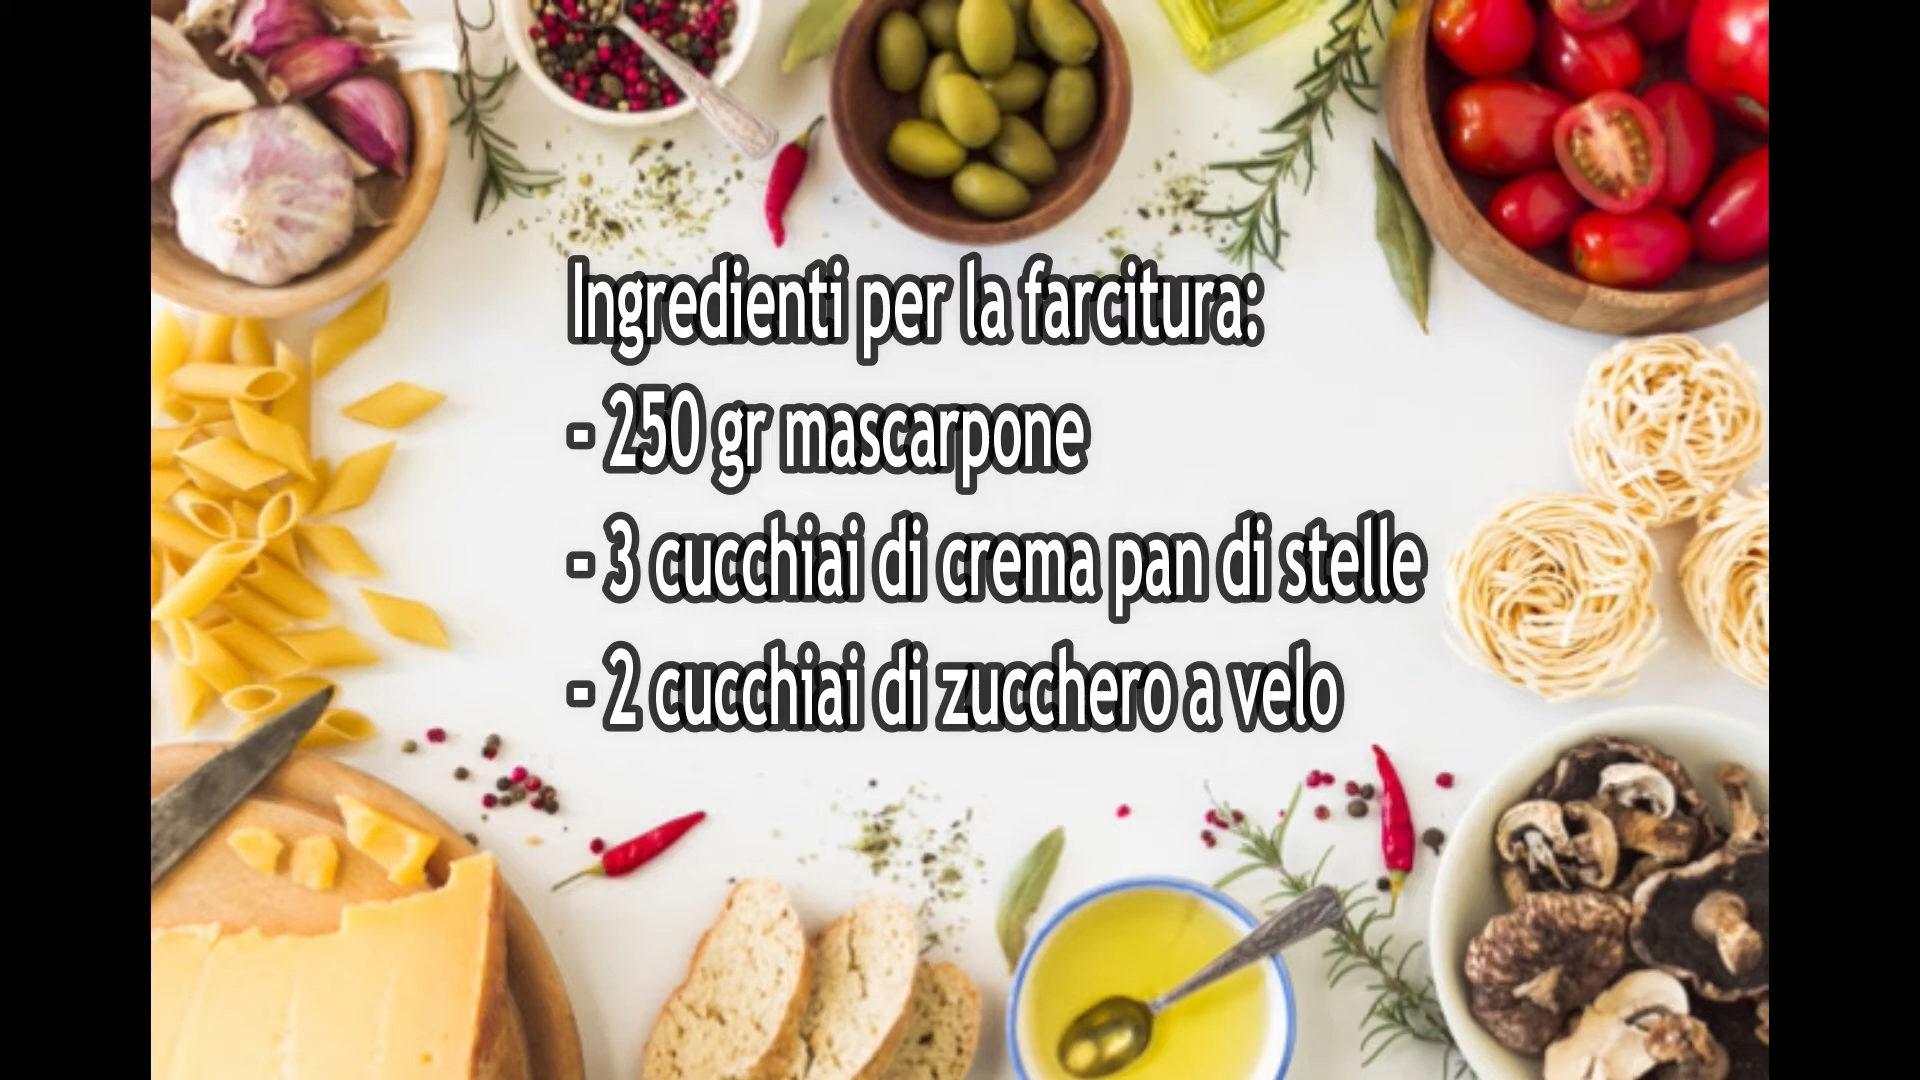 Ingredienti per la farcitura:
- 250 gr mascarpone
- 3 cucchiai di crema pan di stelle
- 2 cucchiai di zucchero a velo